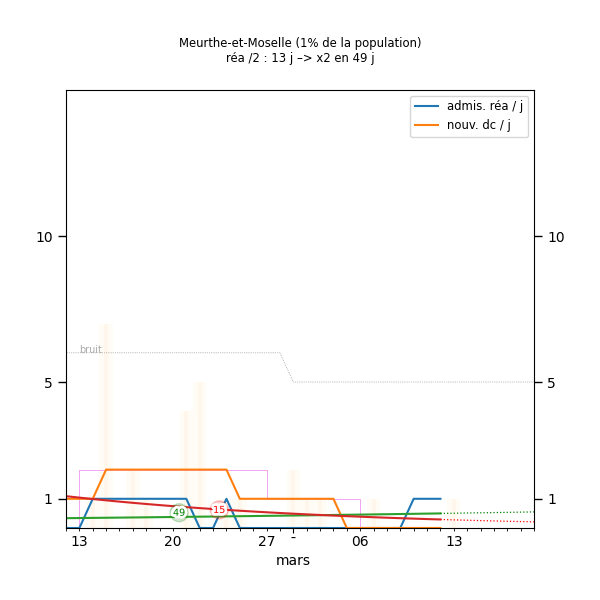 Meurthe-et-Moselle (1% de la population)
réa /2 : 13 j –> x2 en 49 j
admis. réa / j
nouv. dc / j
10 10
bruit
5 5
1 1
49 -15
13 20 27 - 06 13
mars